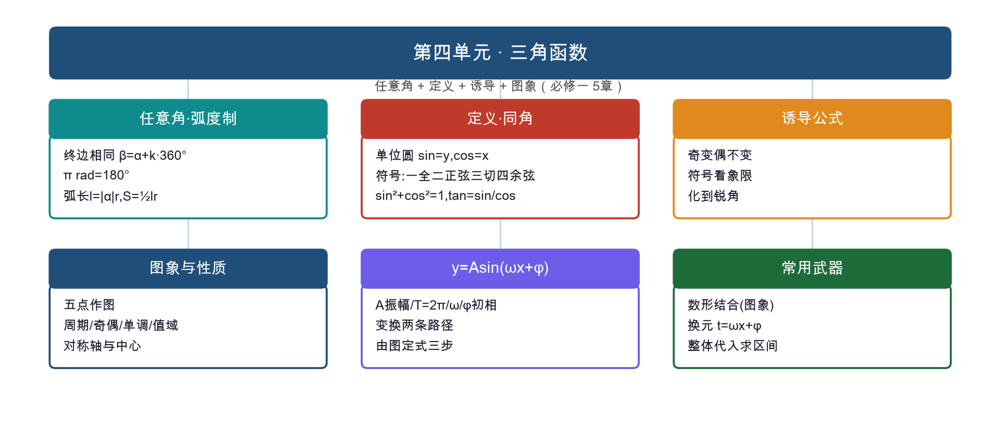 第四单元 · 三角函数
任意角 + 定义 + 诱导 + 图象 ( 必修一 5章 )
任意角·弧度制
终边相同 β=α+k·360°
π rad=180°
弧长l=|α|r,S=½lr
定义·同角
单位圆 sin=y,cos=x
符号:一全二正弦三切四余弦
sin²+cos²=1,tan=sin/cos
诱导公式
奇变偶不变
符号看象限
化到锐角
图象与性质
五点作图
周期/奇偶/单调/值域
对称轴与中心
y=Asin(ωx+φ)
A振幅/T=2π/ω/φ初相
变换两条路径
由图定式三步
常用武器
数形结合(图象)
换元 t=ωx+φ
整体代入求区间